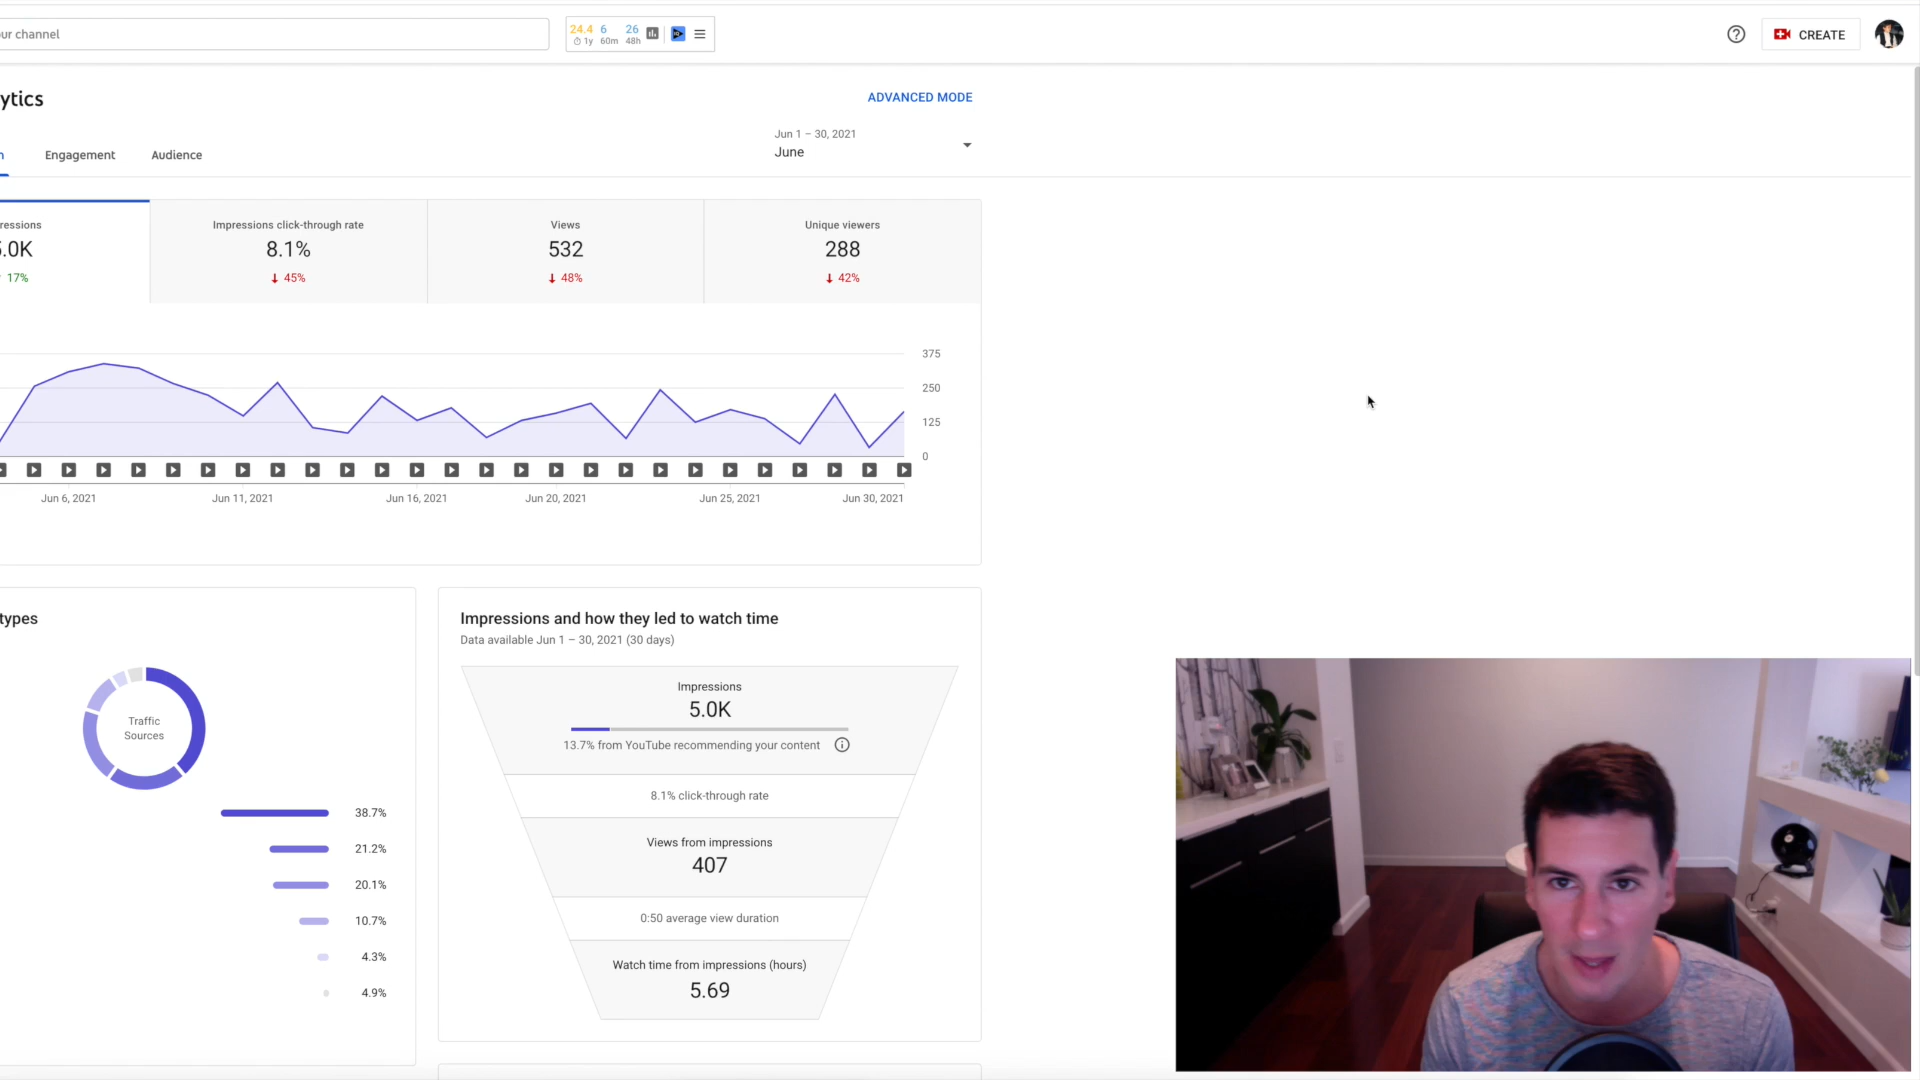 ur channel
24.4 6 26
1y 60m 48h
CREATE
ytics
ADVANCED MODE
Jun 1 – 30, 2021
June
n
Engagement
Audience
ressions
5.0K
17%
Impressions click-through rate
8.1%
45%
Views
532
48%
Unique viewers
288
42%
375
250
125
0
Jun 6, 2021
Jun 11, 2021
Jun 16, 2021
Jun 20, 2021
Jun 25, 2021
Jun 30, 2021
types
Traffic
Sources
38.7%
21.2%
20.1%
10.7%
4.3%
4.9%
Impressions and how they led to watch time
Data available Jun 1 – 30, 2021 (30 days)
Impressions
5.0K
13.7% from YouTube recommending your content
8.1% click-through rate
Views from impressions
407
0:50 average view duration
Watch time from impressions (hours)
5.69